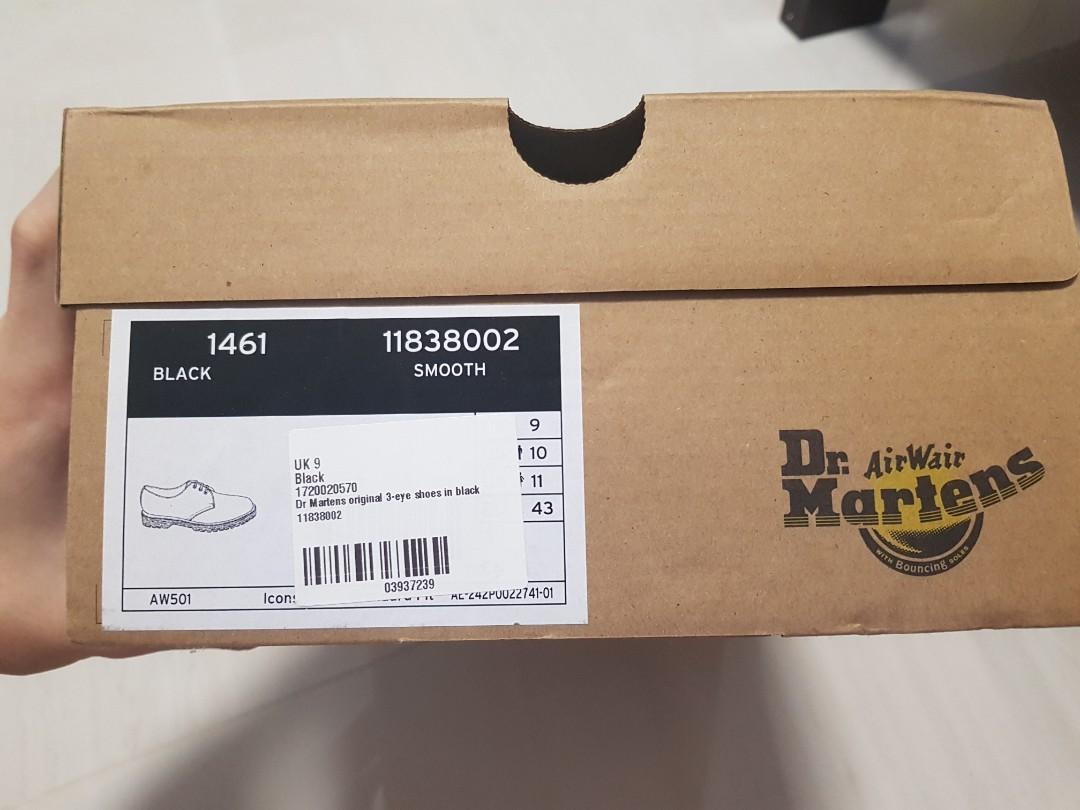 1461 11838002
BLACK SMOOTH
9
10
11
43
UK 9
Black
1720020570
Dr Martens original 3-eye shoes in black
11838002
03937239
AW501 Icons AE-242P0022741-01
Dr. AirWair
Martens
WITH Bouncing SOLES